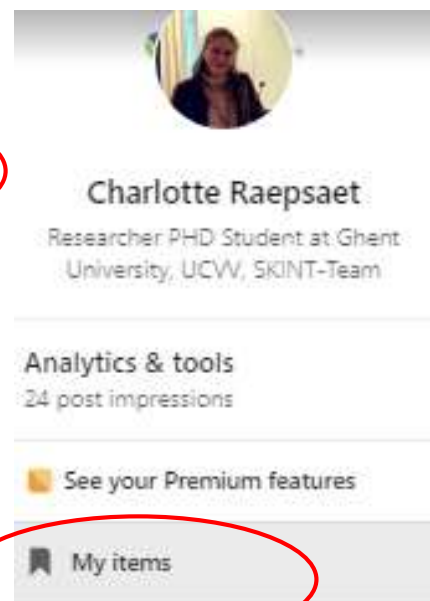 Charlotte Raepsaet
Researcher PHD Student at Ghent
University, UCVV, SKINT-Team
Analytics & tools
24 post impressions
See your Premium features
My items